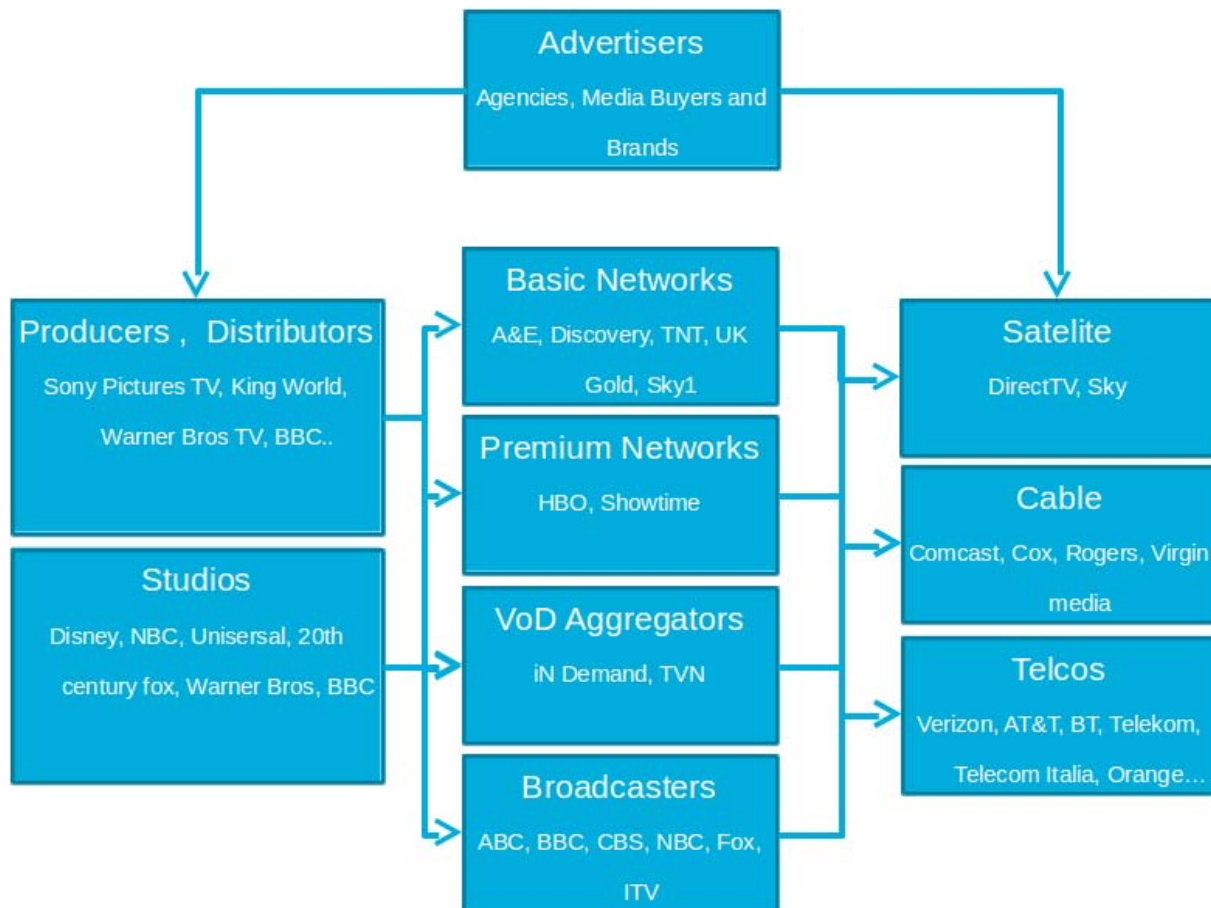 Advertisers
Agencies, Media Buyers and
Brands
Producers , Distributors
Sony Pictures TV, King World,
Warner Bros TV, BBC..
Studios
Disney, NBC, Unisersal, 20th
century fox, Warner Bros, BBC
Basic Networks
A&E, Discovery, TNT, UK
Gold, Sky1
Premium Networks
HBO, Showtime
VoD Aggregators
iN Demand, TVN
Broadcasters
ABC, BBC, CBS, NBC, Fox,
ITV
Satelite
DirectTV, Sky
Cable
Comcast, Cox, Rogers, Virgin
media
Telcos
Verizon, AT&T, BT, Telekom,
Telecom Italia, Orange…